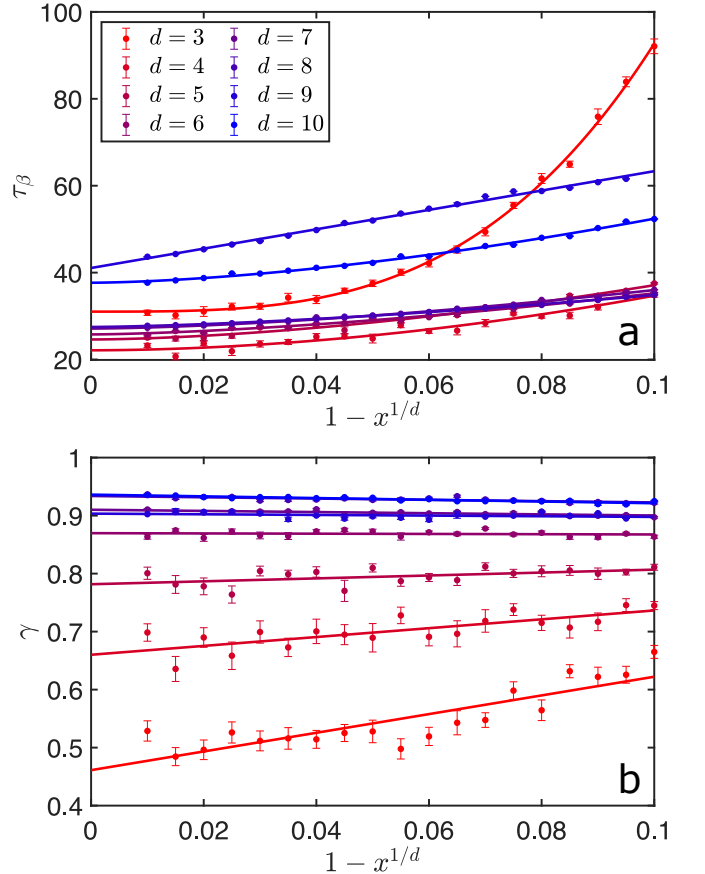 100
80
60
40
20
τ_β
d = 3
d = 4
d = 5
d = 6
d = 7
d = 8
d = 9
d = 10
a
0
0.02
0.04
0.06
0.08
0.1
1 − x^{1/d}
1
0.9
0.8
0.7
0.6
0.5
0.4
γ
b
0
0.02
0.04
0.06
0.08
0.1
1 − x^{1/d}